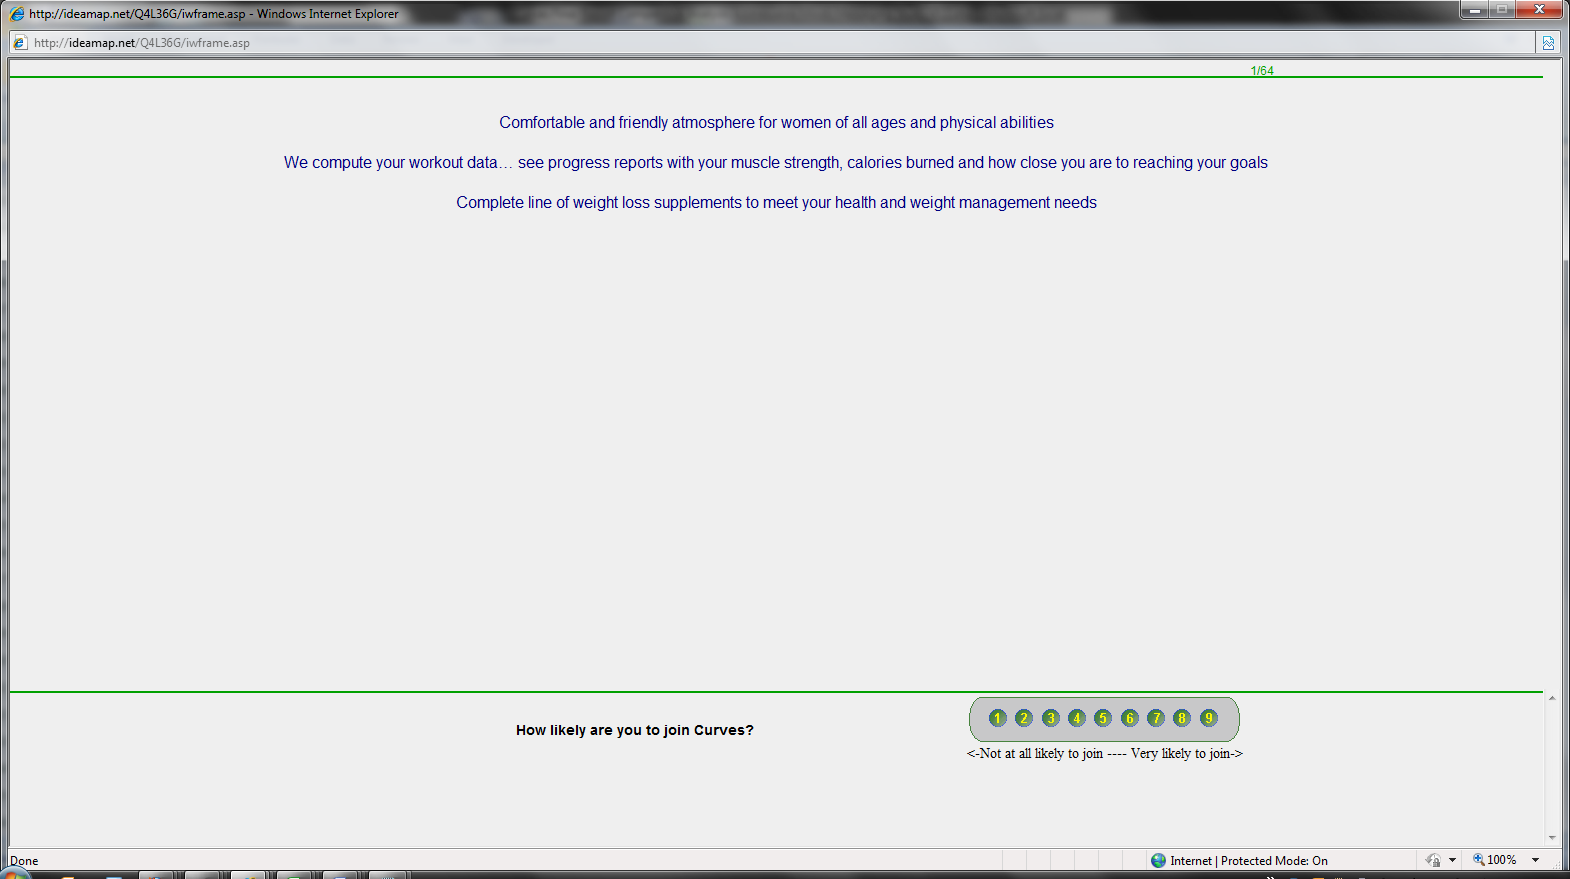 http://ideamap.net/Q4L36G/iwframe.asp - Windows Internet Explorer
http://ideamap.net/Q4L36G/iwframe.asp
1/64
Comfortable and friendly atmosphere for women of all ages and physical abilities
We compute your workout data… see progress reports with your muscle strength, calories burned and how close you are to reaching your goals
Complete line of weight loss supplements to meet your health and weight management needs
How likely are you to join Curves?
1 2 3 4 5 6 7 8 9
<-Not at all likely to join ---- Very likely to join->
Done
Internet | Protected Mode: On
100%